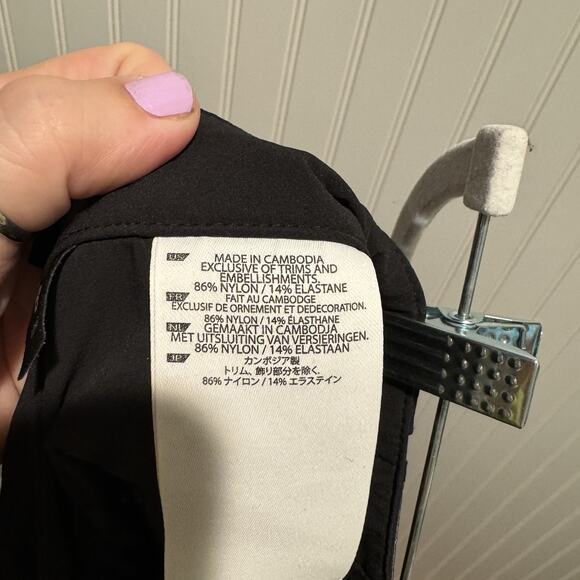 US MADE IN CAMBODIA
EXCLUSIVE OF TRIMS AND
EMBELLISHMENTS.
86% NYLON / 14% ELASTANE
FR FAIT AU CAMBODGE
EXCLUSIF DE ORNEMENT ET DEDECORATION.
86% NYLON / 14% ELASTHANE
NL GEMAAKT IN CAMBODJA
MET UITSLUITING VAN VERSIERINGEN.
86% NYLON / 14% ELASTAAN
JP カンボジア製
トリム、飾り部分を除く。
86% ナイロン / 14% エラステイン